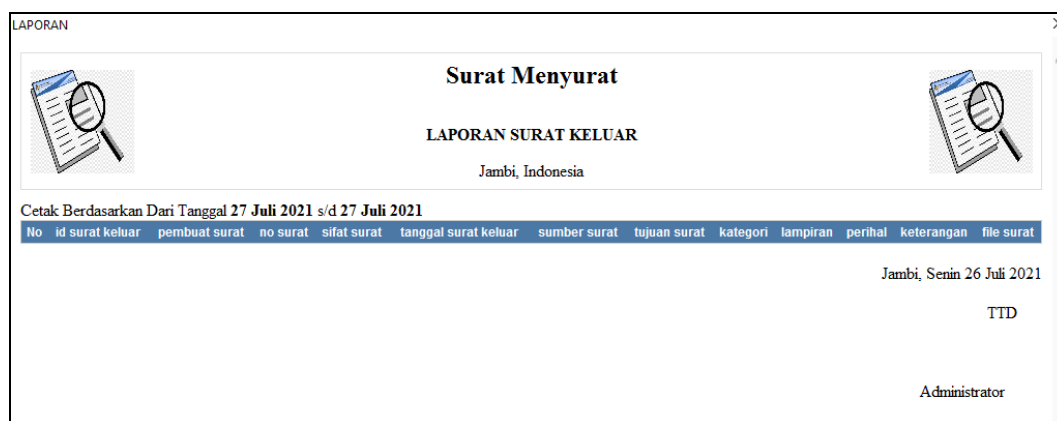 LAPORAN
Surat Menyurat
LAPORAN SURAT KELUAR
Jambi, Indonesia
Cetak Berdasarkan Dari Tanggal 27 Juli 2021 s/d 27 Juli 2021
No id surat keluar pembuat surat no surat sifat surat tanggal surat keluar sumber surat tujuan surat kategori lampiran perihal keterangan file surat
Jambi, Senin 26 Juli 2021
TTD
Administrator